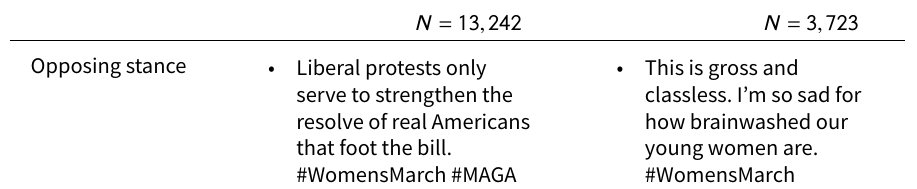 N = 13,242 N = 3,723
Opposing stance
• Liberal protests only
serve to strengthen the
resolve of real Americans
that foot the bill.
#WomensMarch #MAGA
• This is gross and
classless. I’m so sad for
how brainwashed our
young women are.
#WomensMarch